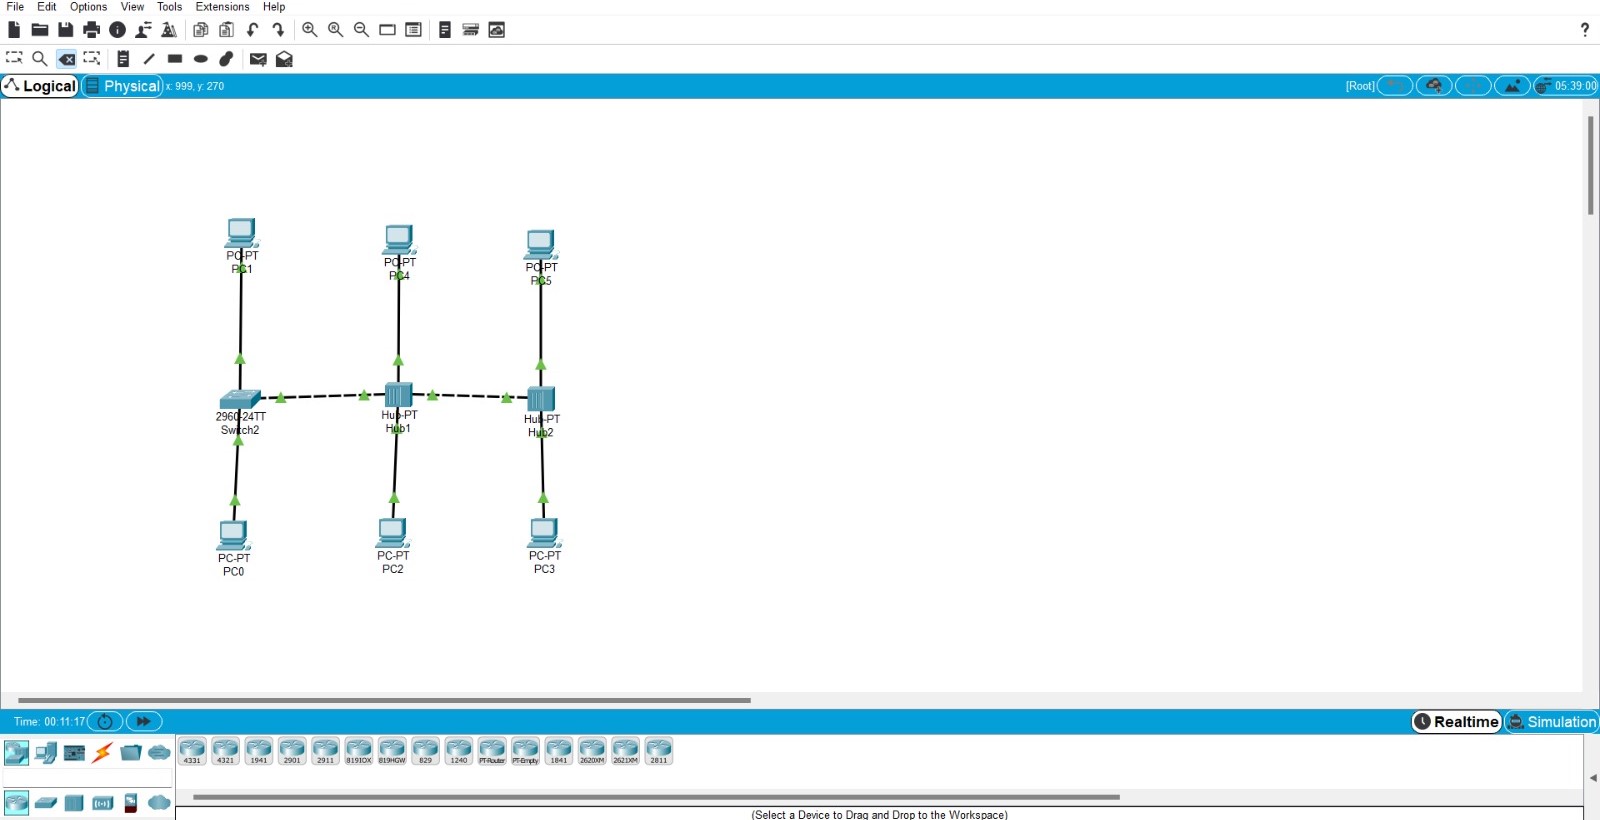 File Edit Options View Tools Extensions Help
?
Logical Physical x: 999, y: 270 [Root] 05:39:00
PC-PT
PC1
PC-PT
PC4
PC-PT
PC5
2960-24TT
Switch2
Hub-PT
Hub1
Hub-PT
Hub2
PC-PT
PC0
PC-PT
PC2
PC-PT
PC3
Time: 00:11:17 Realtime Simulation
4331 4321 1941 2901 2911 819IOX 819HGW 829 1240 PT-Router PT-Empty 1841 2620XM 2621XM 2811
(Select a Device to Drag and Drop to the Workspace)